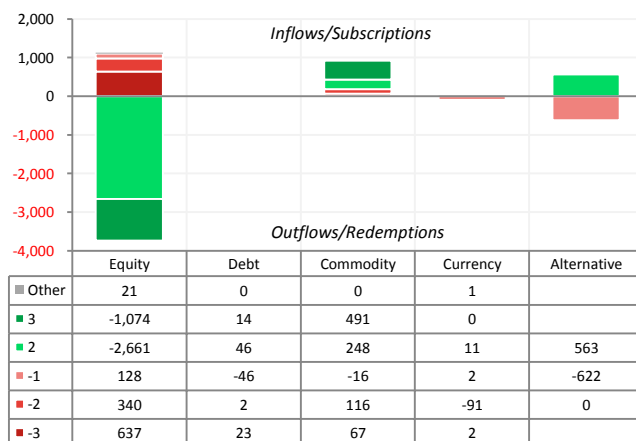 2,000
Inflows/Subscriptions
1,000
0
-1,000
-2,000
-3,000
Outflows/Redemptions
-4,000
Equity Debt Commodity Currency Alternative
Other 21 0 0 1
3 -1,074 14 491 0
2 -2,661 46 248 11 563
-1 128 -46 -16 2 -622
-2 340 2 116 -91 0
-3 637 23 67 2